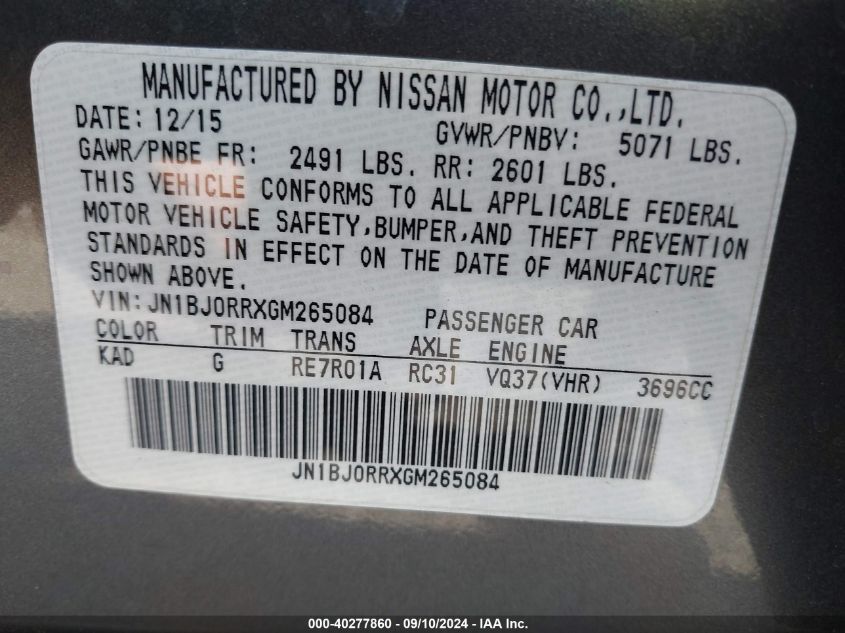 MANUFACTURED BY NISSAN MOTOR CO.,LTD.
DATE: 12/15 GVWR/PNBV: 5071 LBS.
GAWR/PNBE FR: 2491 LBS. RR: 2601 LBS.
THIS VEHICLE CONFORMS TO ALL APPLICABLE FEDERAL
MOTOR VEHICLE SAFETY,BUMPER,AND THEFT PREVENTION
STANDARDS IN EFFECT ON THE DATE OF MANUFACTURE
SHOWN ABOVE.
VIN:JN1BJ0RRXGM265084 PASSENGER CAR
COLOR TRIM TRANS AXLE ENGINE
KAD G RE7R01A RC31 VQ37(VHR) 3696CC
JN1BJ0RRXGM265084
000-40277860 - 09/10/2024 - IAA Inc.